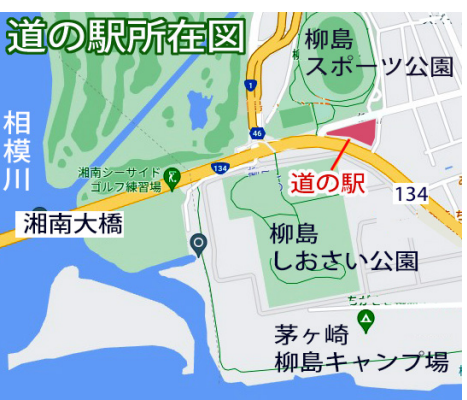 道の駅所在図
柳島
スポーツ公園
1
相模川
46
134
湘南シーサイド
ゴルフ練習場
道の駅
134
湘南大橋
柳島
しおさい公園
茅ヶ崎
柳島キャンプ場